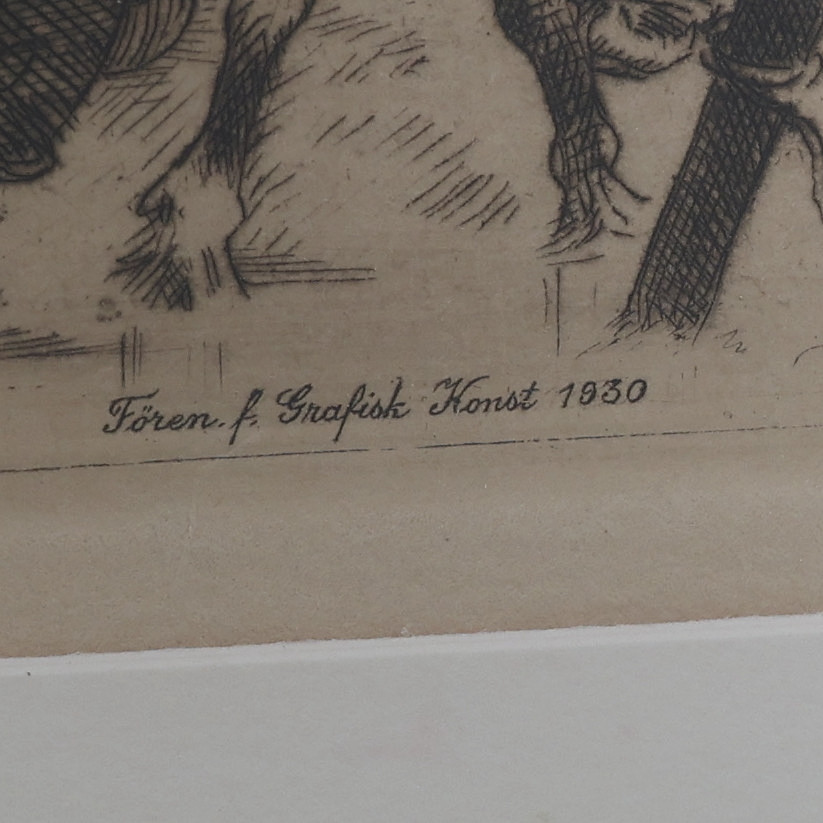 Fören. f. Grafisk Konst 1930